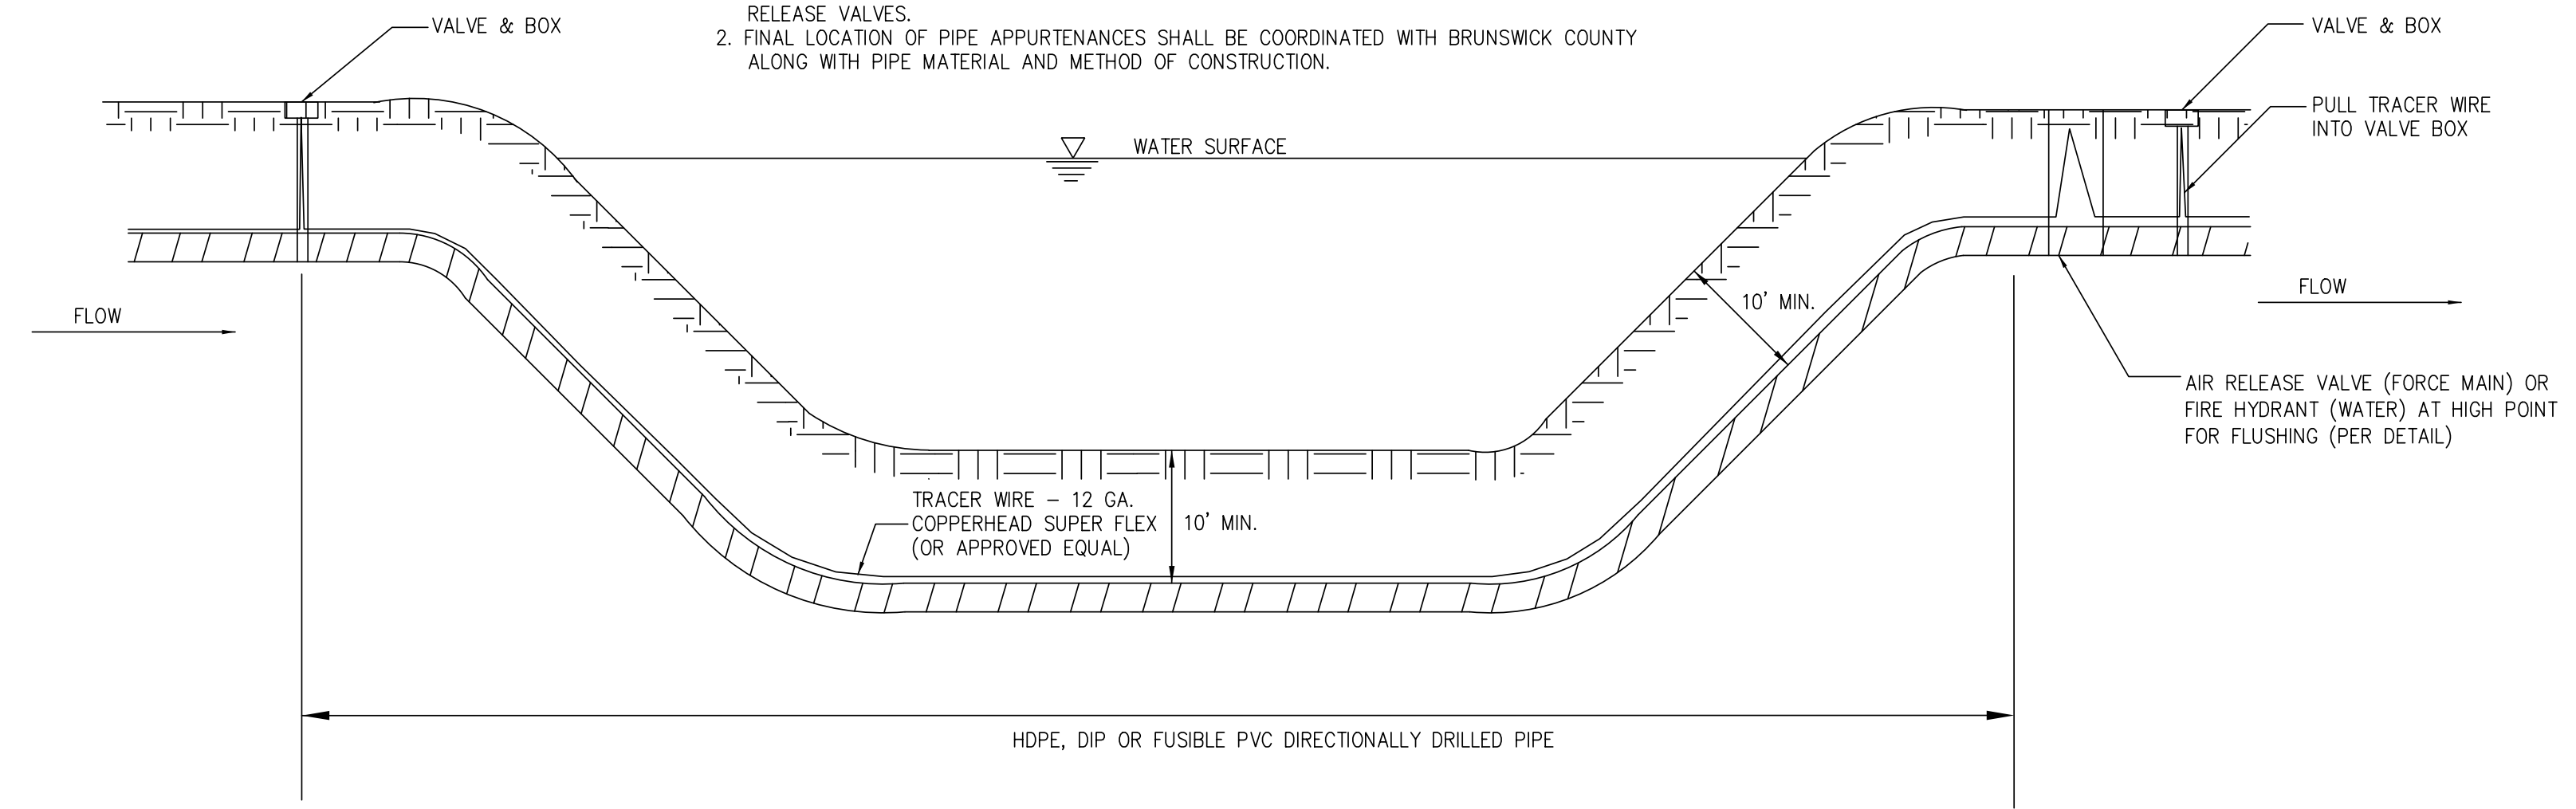 RELEASE VALVES.
2. FINAL LOCATION OF PIPE APPURTENANCES SHALL BE COORDINATED WITH BRUNSWICK COUNTY
ALONG WITH PIPE MATERIAL AND METHOD OF CONSTRUCTION.
VALVE & BOX
VALVE & BOX
PULL TRACER WIRE
INTO VALVE BOX
WATER SURFACE
FLOW
FLOW
10' MIN.
AIR RELEASE VALVE (FORCE MAIN) OR
FIRE HYDRANT (WATER) AT HIGH POINT
FOR FLUSHING (PER DETAIL)
TRACER WIRE – 12 GA.
COPPERHEAD SUPER FLEX
(OR APPROVED EQUAL)
10' MIN.
HDPE, DIP OR FUSIBLE PVC DIRECTIONALLY DRILLED PIPE